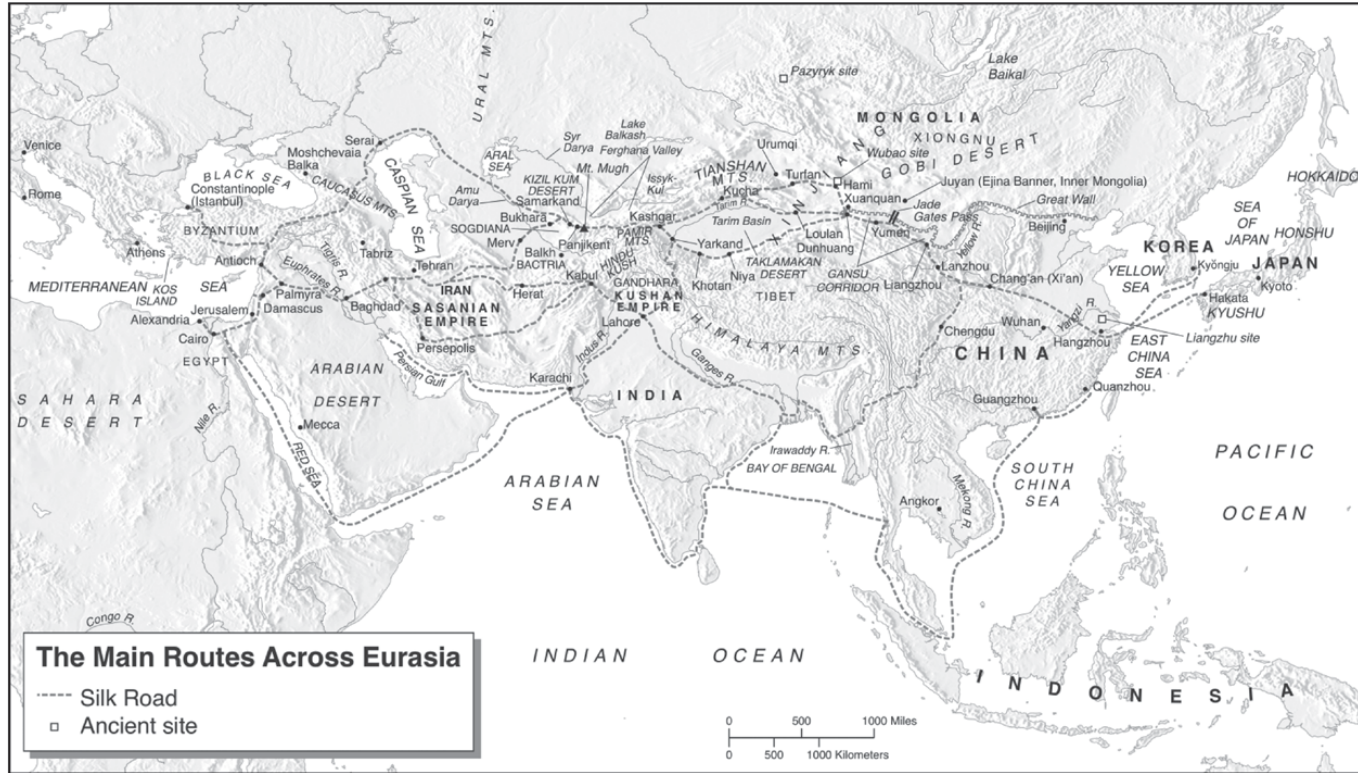 Venice
Rome
Athens
MEDITERRANEAN
SEA
KOS
ISLAND
BLACK SEA
Constantinople
(Istanbul)
BYZANTIUM
Moshchevaia
Balka
Serai
CAUCASUS MTS.
CASPIAN SEA
URAL MTS.
ARAL
SEA
Antioch
Tigris R.
Euphrates R.
Tabriz
Tehran
Palmyra
Damascus
Baghdad
Jerusalem
Alexandria
Cairo
EGYPT
IRAN
SASANIAN
EMPIRE
Persepolis
Persian Gulf
ARABIAN
DESERT
Mecca
RED SEA
Nile R.
SAHARA
DESERT
Congo R.
Syr
Darya
Lake
Balkash
Ferghana Valley
Mt. Mugh
Issyk-
Kul
KIZIL KUM
DESERT
Amu
Darya
Samarkand
Bukhara
SOGDIANA
Merv
Panjikent
Balkh
BACTRIA
Herat
Kabul
HINDU
KUSH
PAMIR
MTS.
Kashgar
GANDHARA
KUSHAN
EMPIRE
Lahore
Indus R.
Karachi
INDIA
Ganges R.
HIMALAYA MTS.
ARABIAN
SEA
Pazyryk site
Lake
Baikal
MONGOLIA
XIONGNU
GOBI DESERT
Wubao site
Urumqi
TIANSHAN
MTS.
Turfan
XINJIANG
Hami
Kucha
Tarim R.
Tarim Basin
Xuanquan
Juyan (Ejina Banner, Inner Mongolia)
Jade
Gates Pass
Great Wall
Yumen
Loulan
Dunhuang
Yarkand
Niya
Khotan
TAKLAMAKAN
DESERT
TIBET
GANSU
CORRIDOR
Liangzhou
Lanzhou
Yellow R.
Beijing
Chang'an (Xi'an)
Chengdu
Wuhan
Yangzi R.
Hangzhou
Liangzhu site
CHINA
Quanzhou
Guangzhou
KOREA
Kyŏngju
YELLOW
SEA
SEA
OF
JAPAN
HOKKAIDO
HONSHU
JAPAN
Kyoto
Hakata
KYUSHU
EAST
CHINA
SEA
Irawaddy R.
BAY OF BENGAL
Angkor
Mekong R.
SOUTH
CHINA
SEA
PACIFIC
OCEAN
INDIAN OCEAN
INDONESIA
The Main Routes Across Eurasia
Silk Road
Ancient site
0 500 1000 Miles
0 500 1000 Kilometers